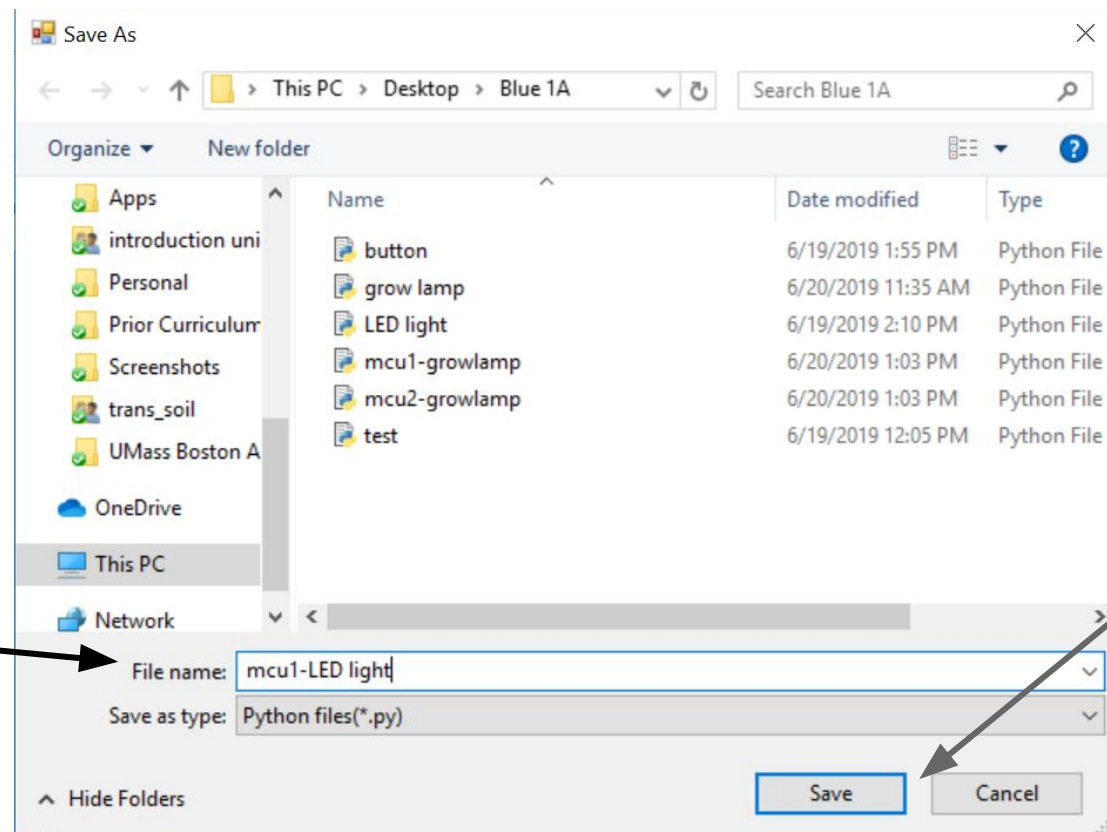 Save As
This PC > Desktop > Blue 1A
Search Blue 1A
Organize
New folder
Name
Date modified
Type
Apps
introduction uni
Personal
Prior Curriculum
Screenshots
trans_soil
UMass Boston A
OneDrive
This PC
Network
button 6/19/2019 1:55 PM Python File
grow lamp 6/20/2019 11:35 AM Python File
LED light 6/19/2019 2:10 PM Python File
mcu1-growlamp 6/20/2019 1:03 PM Python File
mcu2-growlamp 6/20/2019 1:03 PM Python File
test 6/19/2019 12:05 PM Python File
File name: mcu1-LED light
Save as type: Python files(*.py)
Hide Folders
Save
Cancel